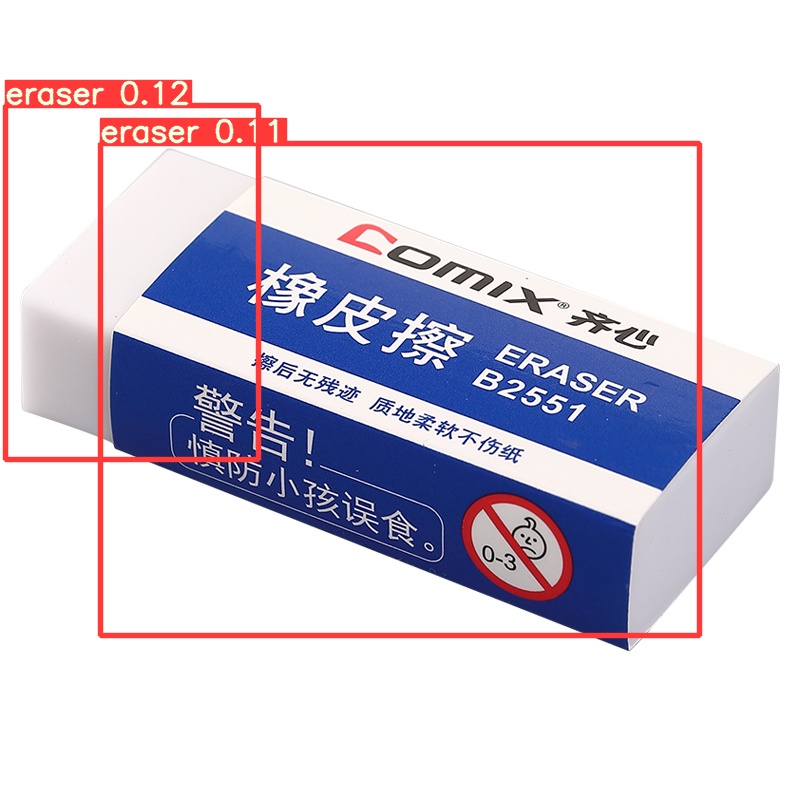 eraser 0.12
eraser 0.11
comix® 齐心
橡皮擦
ERASER
B2551
擦后无残迹 质地柔软不伤纸
警告!
慎防小孩误食。
0-3